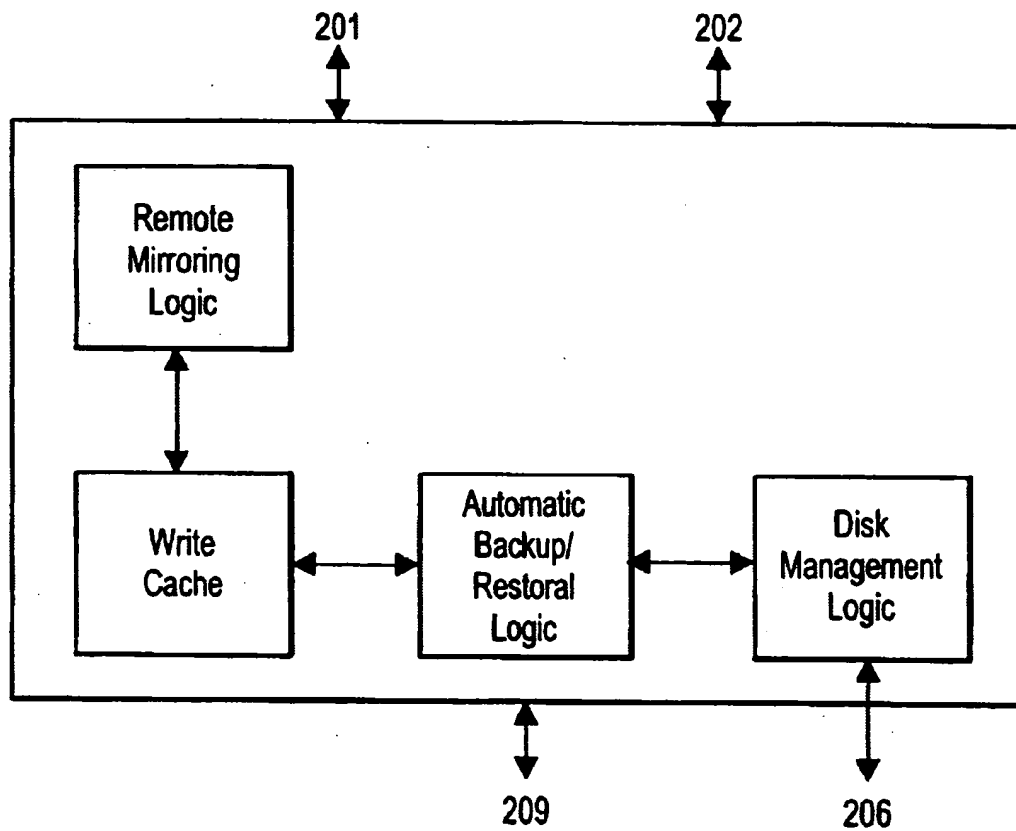 201
202
Remote
Mirroring
Logic
Write
Cache
Automatic
Backup/
Restoral
Logic
Disk
Management
Logic
209
206